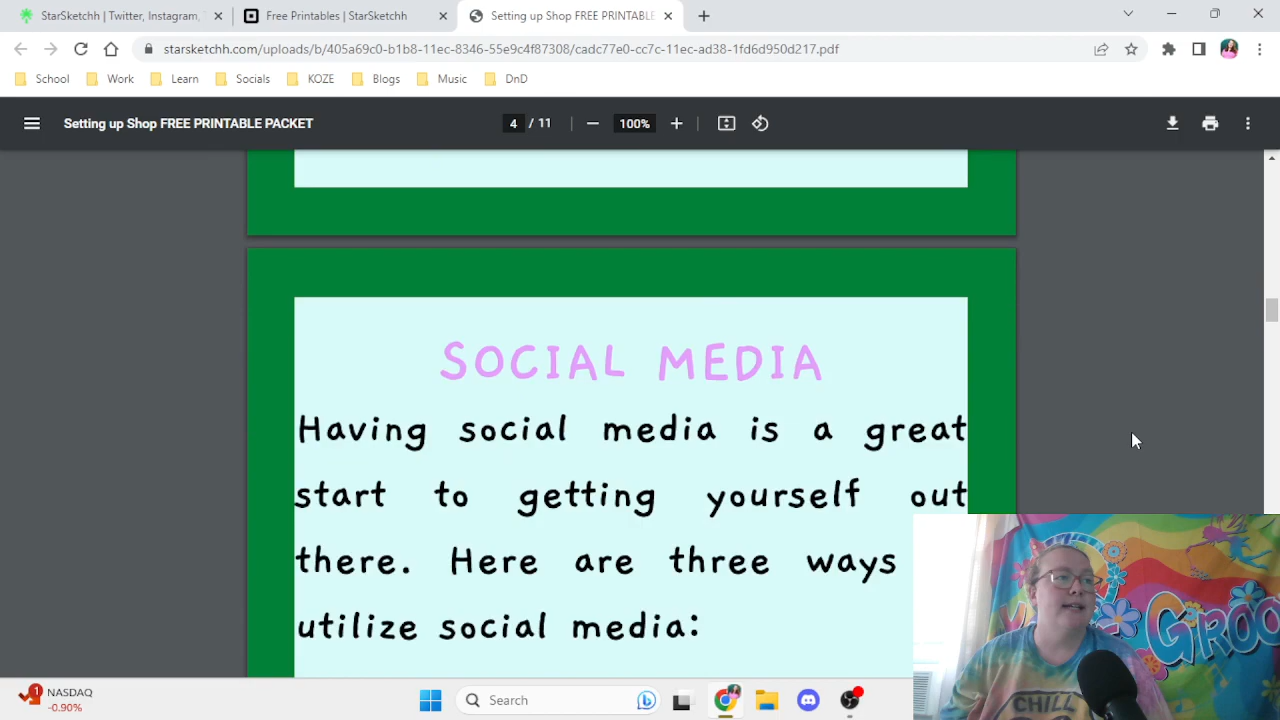 StarSketchh | Twitter, Instagram,
Free Printables | StarSketchh
Setting up Shop FREE PRINTABLE
starsketchh.com/uploads/b/405a69c0-b1b8-11ec-8346-55e9c4f87308/cadc77e0-cc7c-11ec-ad38-1fd6d950d217.pdf
School Work Learn Socials KOZE Blogs Music DnD
Setting up Shop FREE PRINTABLE PACKET 4 / 11 100%
SOCIAL MEDIA
Having social media is a great
start to getting yourself out
there. Here are three ways
utilize social media:
CHILL
1 NASDAQ
-0.90%
Search